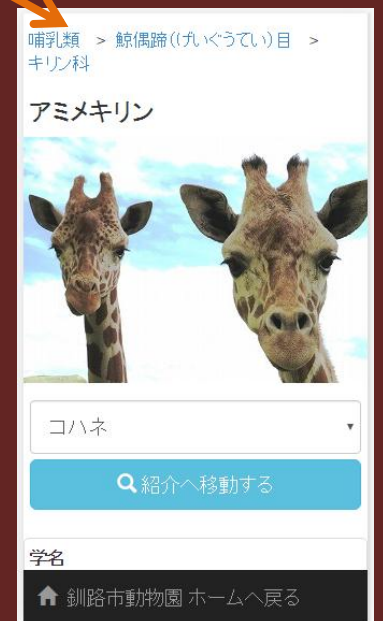 哺乳類 > 鯨偶蹄(げいぐうてい)目 >
キリン科
アミメキリン
コハネ
紹介へ移動する
学名
釧路市動物園 ホームへ戻る